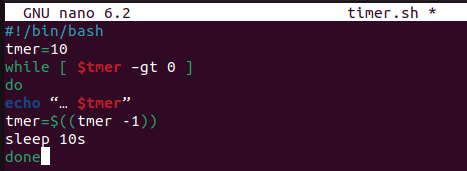 GNU nano 6.2 timer.sh *
#!/bin/bash
tmer=10
while [ $tmer –gt 0 ]
do
echo “… $tmer”
tmer=$((tmer -1))
sleep 10s
done